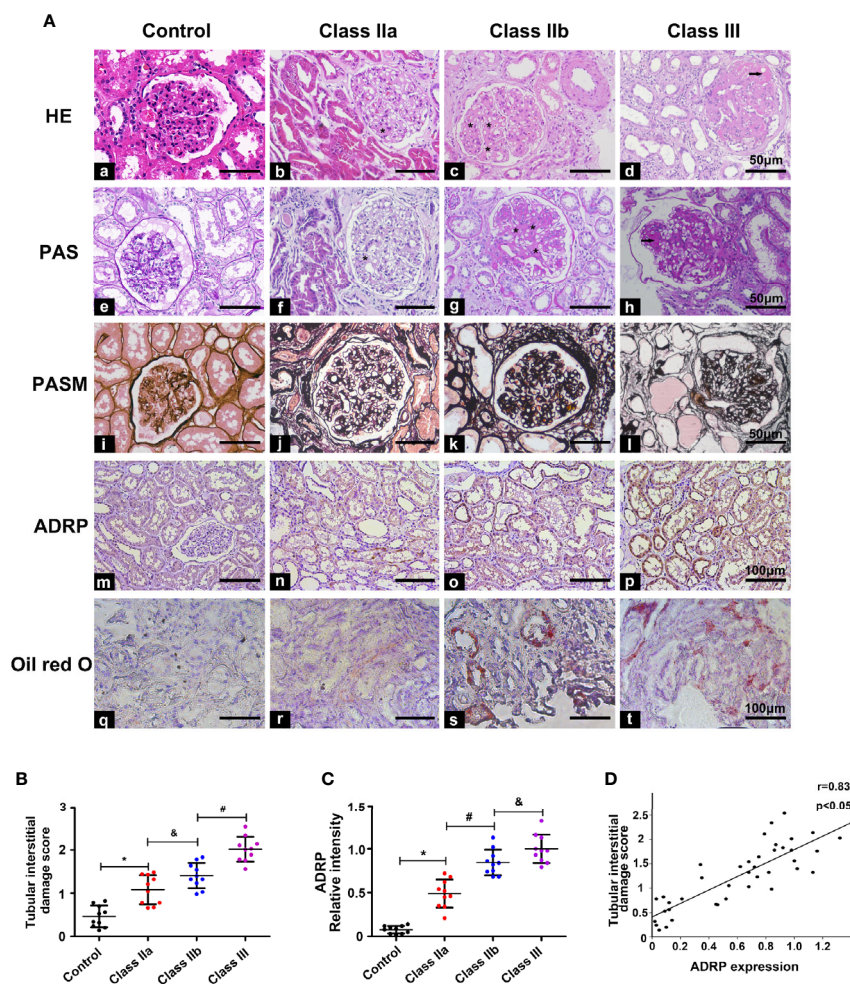 A
Control Class IIa Class IIb Class III
HE
a b c d 50μm
PAS
e f g h 50μm
PASM
i j k l 50μm
ADRP
m n o p 100μm
Oil red O
q r s t 100μm
B
Tubular interstitial
damage score
3
2
1
0
* & #
Control Class IIa Class IIb Class III
C
ADRP
Relative intensity
1.5
1.0
0.5
0.0
* # &
Control Class IIa Class IIb Class III
D
r=0.83
p<0.05
Tubular interstitial
damage score
2.5
2
1.5
1
0.5
0
0 0.2 0.4 0.6 0.8 1.0 1.2
ADRP expression